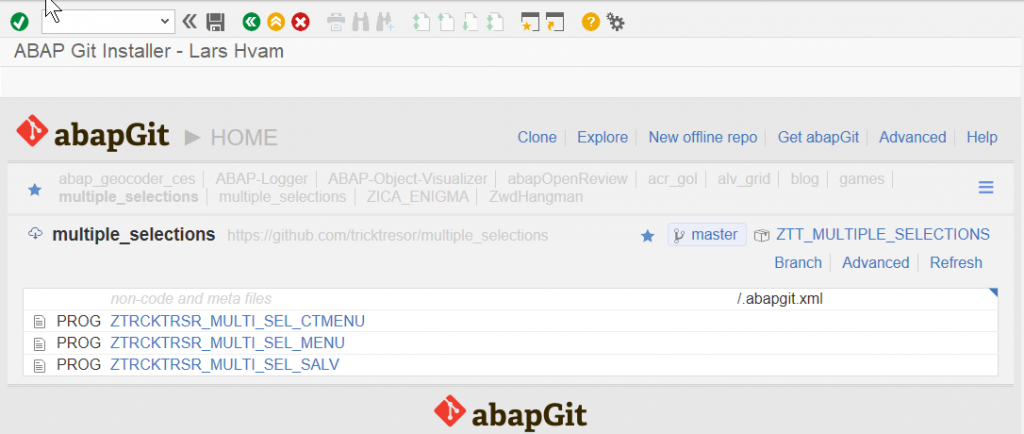 ABAP Git Installer - Lars Hvam
abapGit ▶ HOME Clone Explore New offline repo Get abapGit Advanced Help
abap_geocoder_ces ABAP-Logger ABAP-Object-Visualizer abapOpenReview acr_gol alv_grid blog games
multiple_selections multiple_selections ZICA_ENIGMA ZwdHangman
multiple_selections https://github.com/tricktresor/multiple_selections master ZTT_MULTIPLE_SELECTIONS
Branch Advanced Refresh
non-code and meta files /.abapgit.xml
PROG ZTRCKTRSR_MULTI_SEL_CTMENU
PROG ZTRCKTRSR_MULTI_SEL_MENU
PROG ZTRCKTRSR_MULTI_SEL_SALV
abapGit